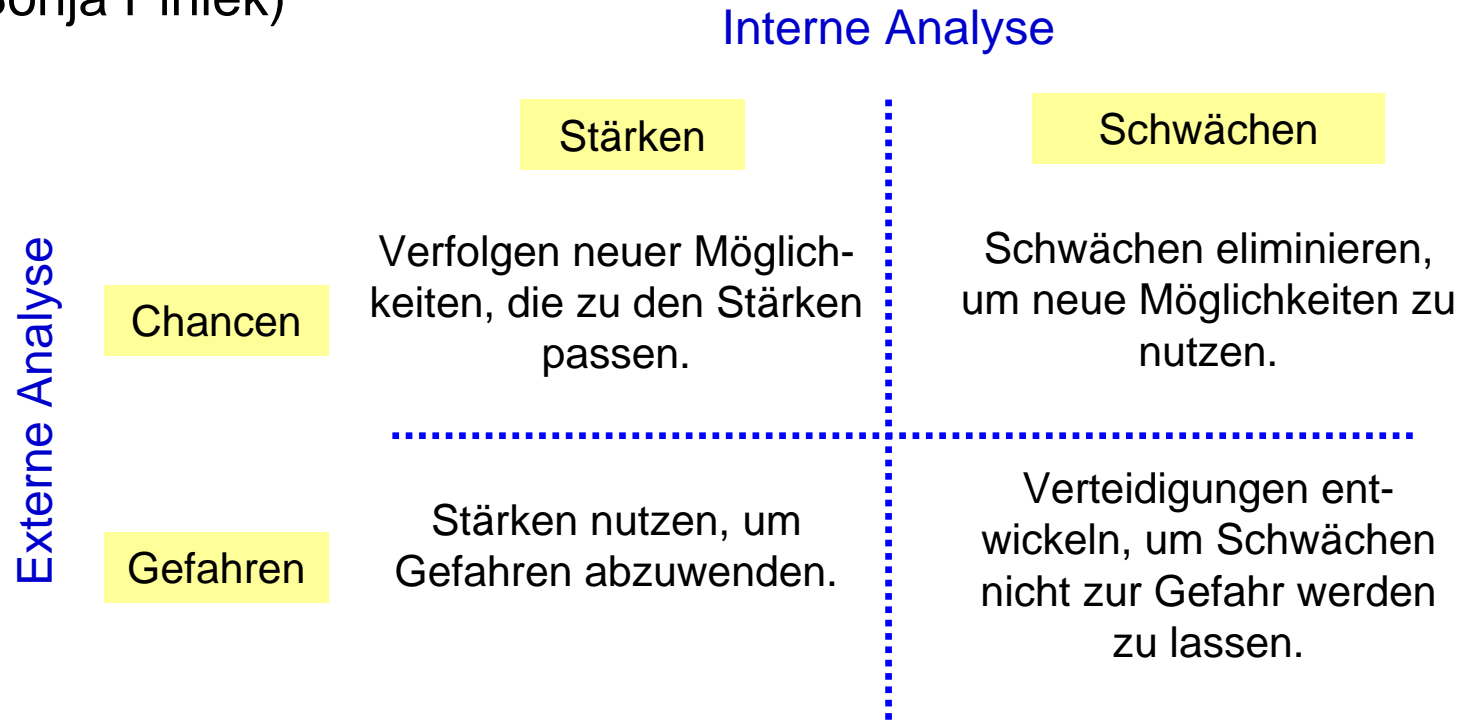 Interne Analyse
Stärken
Schwächen
Externe Analyse
Chancen
Verfolgen neuer Möglich-
keiten, die zu den Stärken
passen.
Schwächen eliminieren,
um neue Möglichkeiten zu
nutzen.
Gefahren
Stärken nutzen, um
Gefahren abzuwenden.
Verteidigungen ent-
wickeln, um Schwächen
nicht zur Gefahr werden
zu lassen.